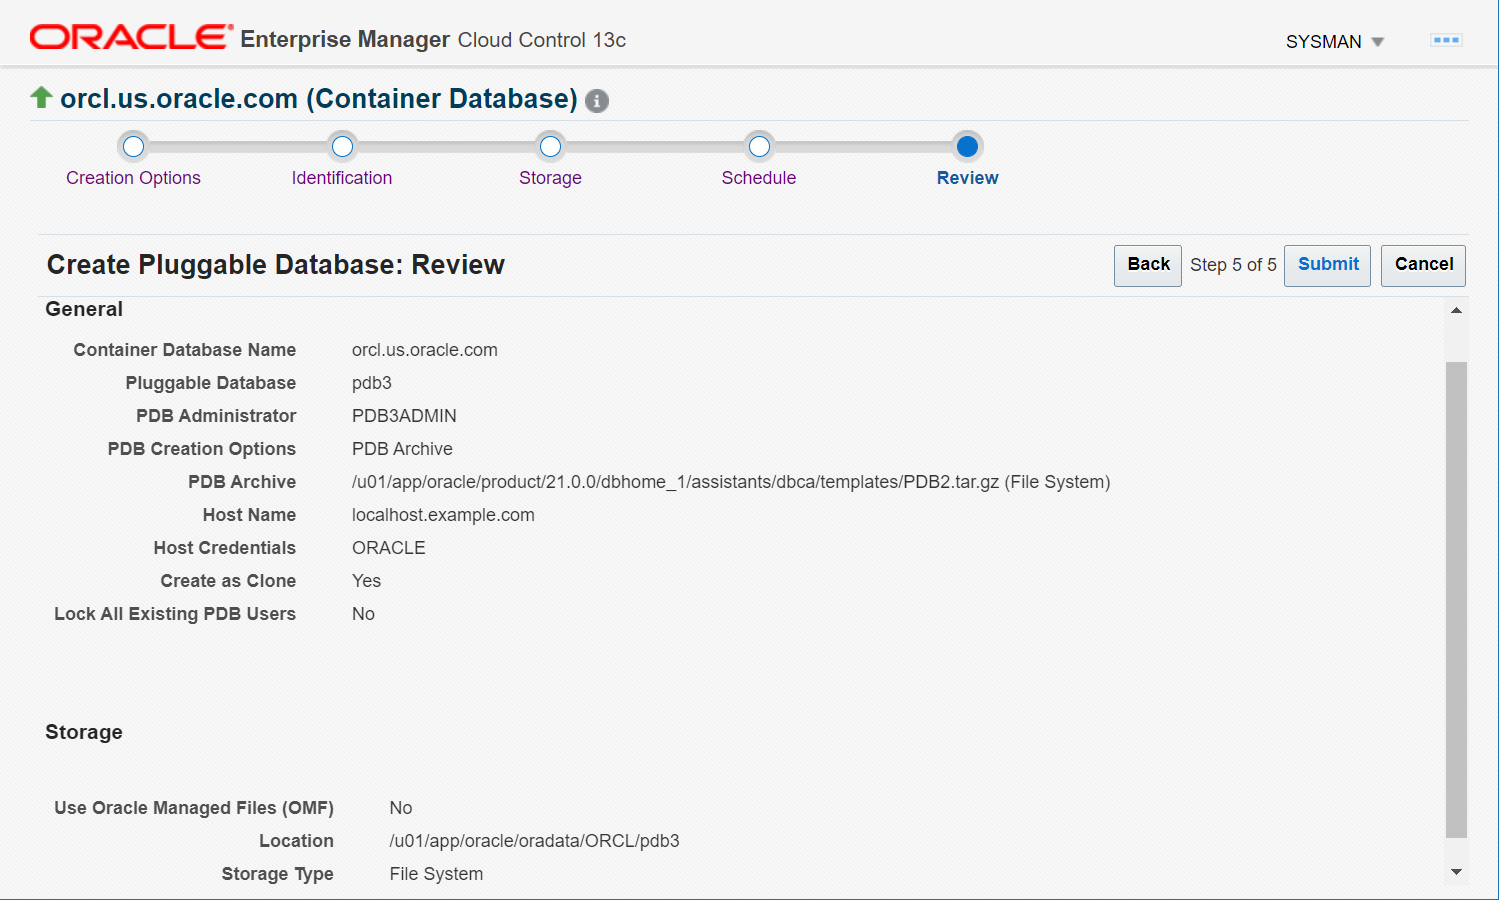 ORACLE Enterprise Manager Cloud Control 13c
SYSMAN
orcl.us.oracle.com (Container Database)
Creation Options
Identification
Storage
Schedule
Review
Create Pluggable Database: Review
Back
Step 5 of 5
Submit
Cancel
General
Container Database Name orcl.us.oracle.com
Pluggable Database pdb3
PDB Administrator PDB3ADMIN
PDB Creation Options PDB Archive
PDB Archive /u01/app/oracle/product/21.0.0/dbhome_1/assistants/dbca/templates/PDB2.tar.gz (File System)
Host Name localhost.example.com
Host Credentials ORACLE
Create as Clone Yes
Lock All Existing PDB Users No
Storage
Use Oracle Managed Files (OMF) No
Location /u01/app/oracle/oradata/ORCL/pdb3
Storage Type File System